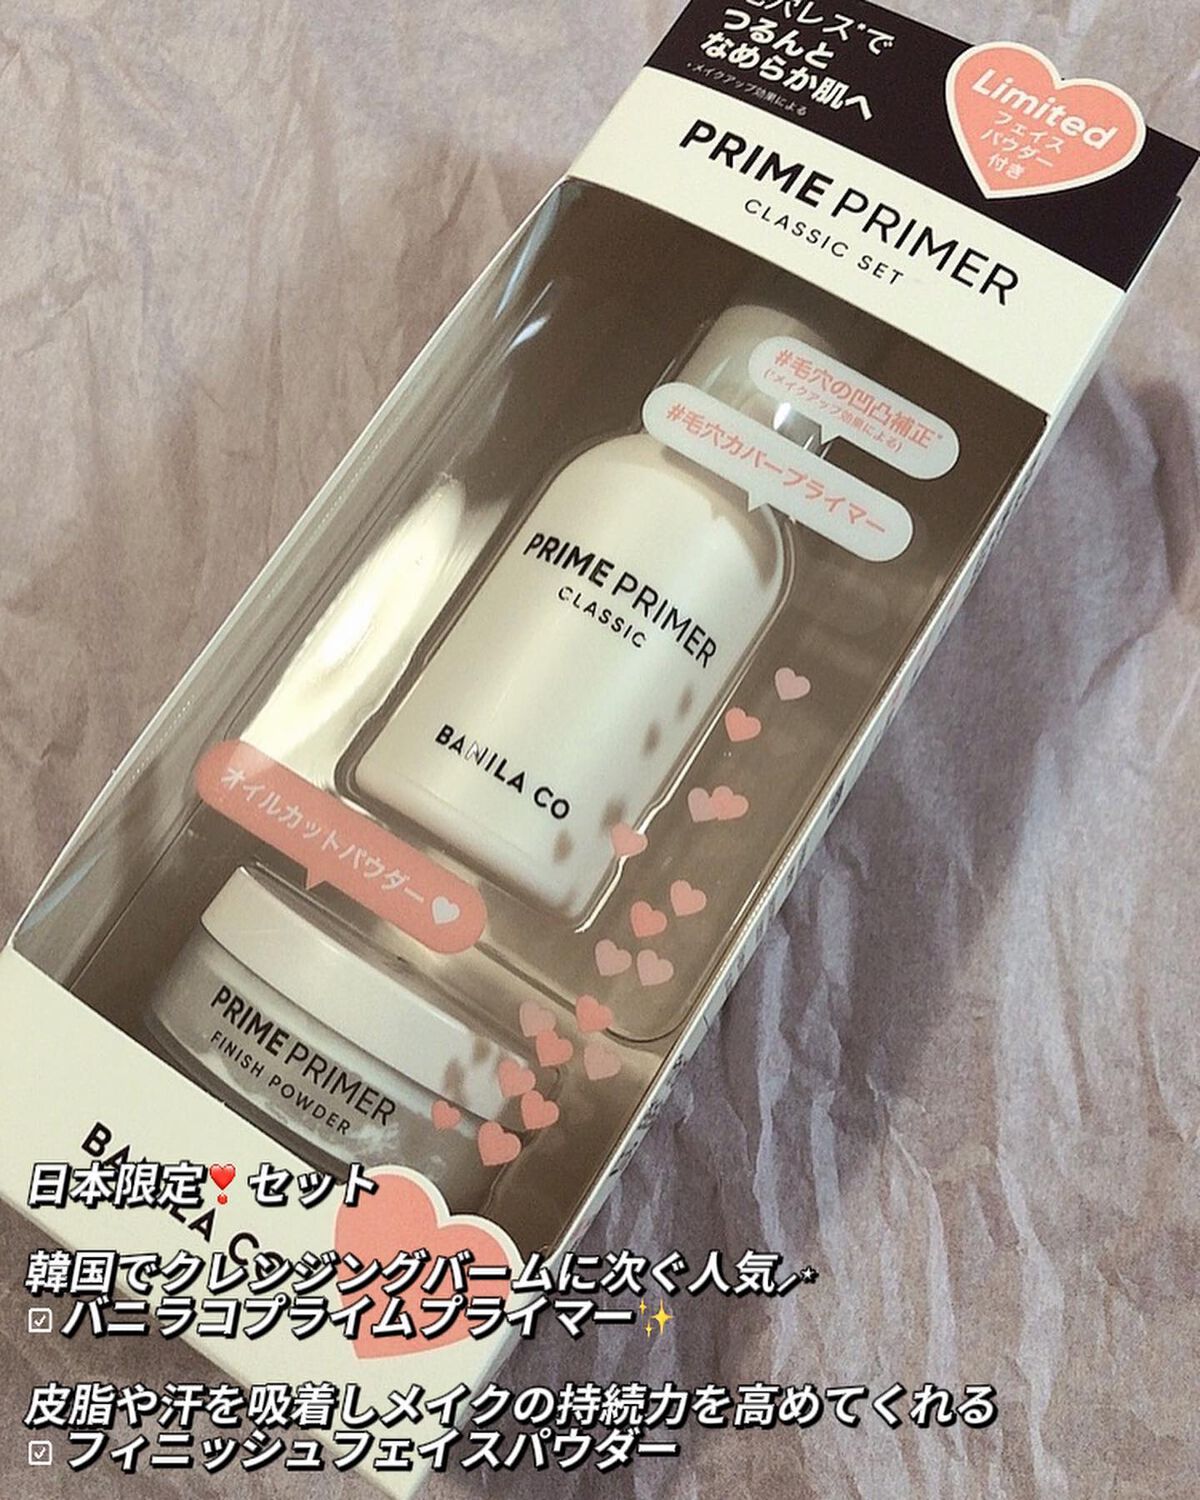 つるんと
なめらか肌へ
*メイクアップ効果による
Limited
フェイス
パウダー
付き
PRIME PRIMER
CLASSIC SET
#毛穴の凹凸補正*
(*メイクアップ効果による)
#毛穴カバープライマー
PRIME PRIMER
CLASSIC
BANILA CO
オイルカットパウダー
PRIME PRIMER
FINISH POWDER
BANILA CO
日本限定❣️セット
韓国でクレンジングバームに次ぐ人気⸝⋆
☑ バニラコプライムプライマー✨
皮脂や汗を吸着しメイクの持続力を高めてくれる
☑ フィニッシュフェイスパウダー